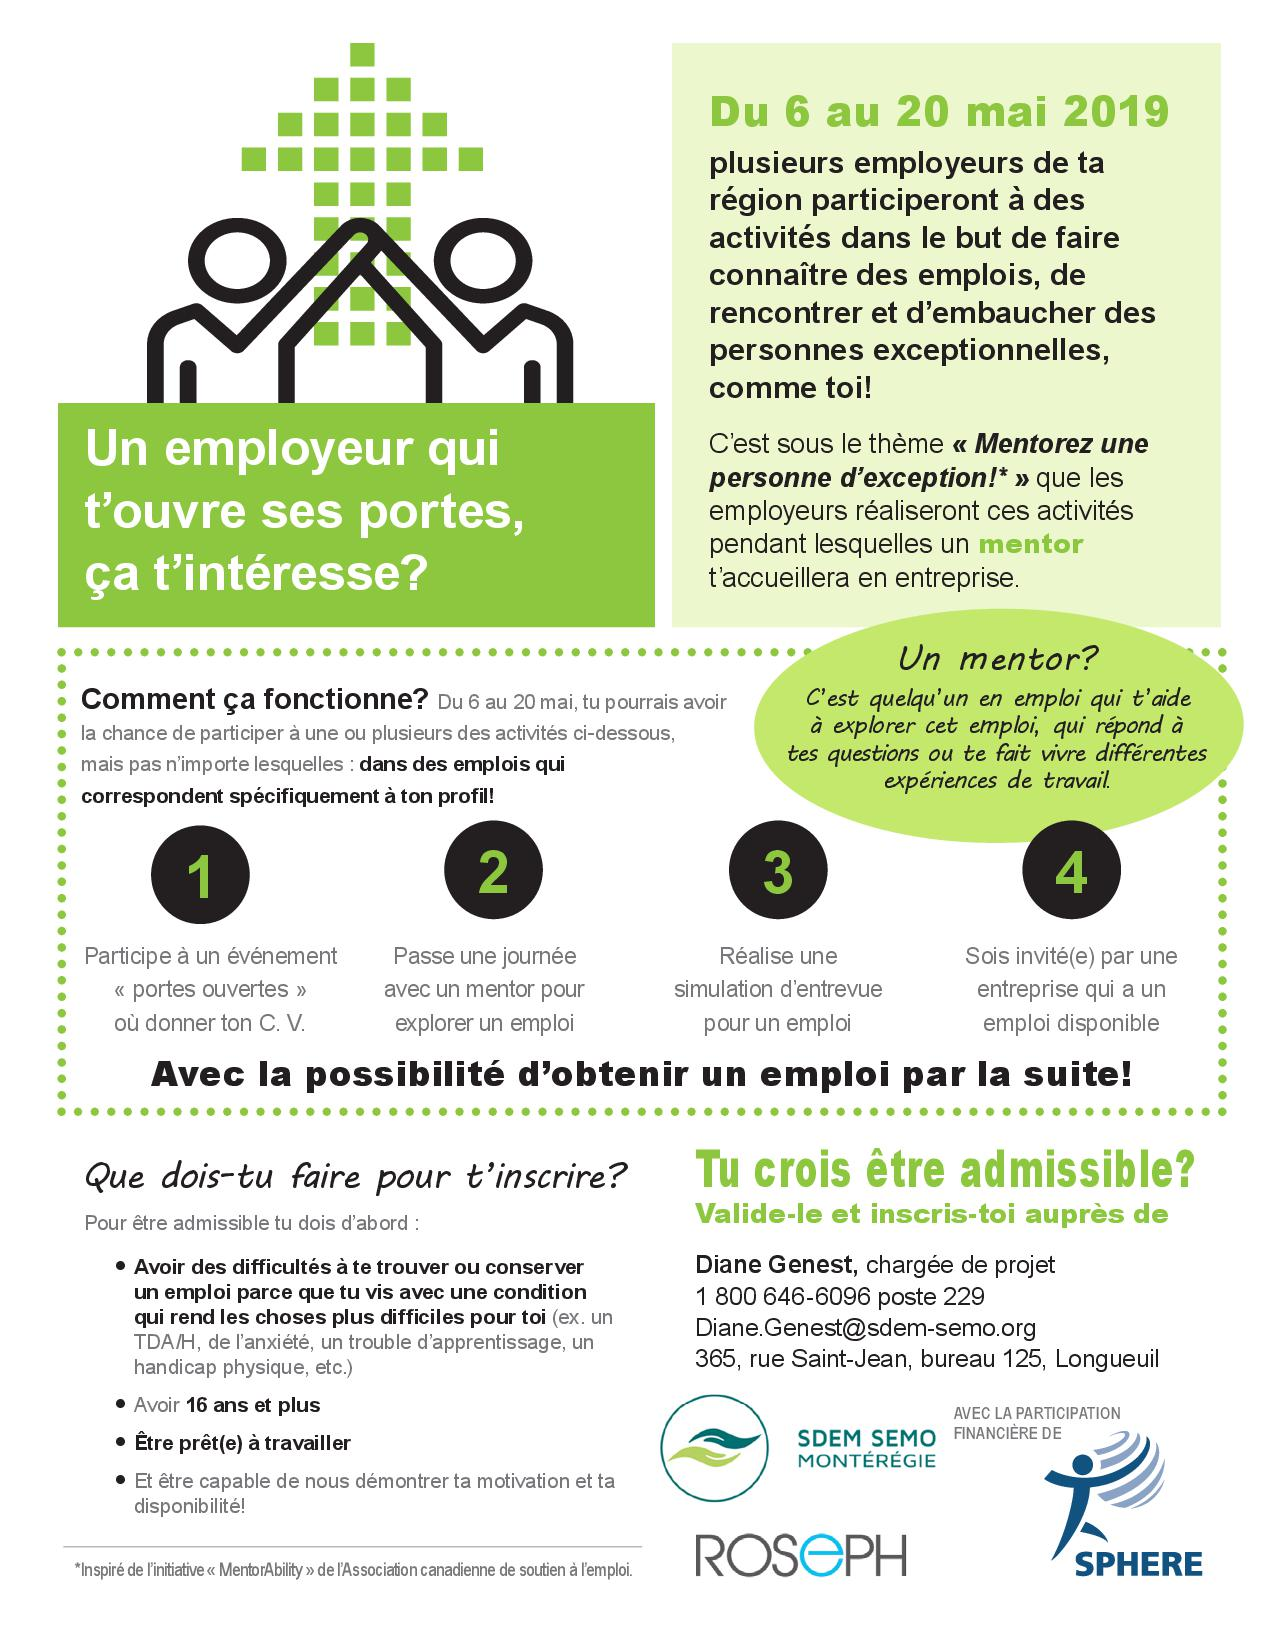 Un employeur qui
t’ouvre ses portes,
ça t’intéresse?
Du 6 au 20 mai 2019
plusieurs employeurs de ta
région participeront à des
activités dans le but de faire
connaître des emplois, de
rencontrer et d’embaucher des
personnes exceptionnelles,
comme toi!
C’est sous le thème « Mentorez une
personne d’exception!* » que les
employeurs réaliseront ces activités
pendant lesquelles un mentor
t’accueillera en entreprise.
Un mentor?
C’est quelqu’un en emploi qui t’aide
à explorer cet emploi, qui répond à
tes questions ou te fait vivre différentes
expériences de travail.
Comment ça fonctionne? Du 6 au 20 mai, tu pourrais avoir
la chance de participer à une ou plusieurs des activités ci-dessous,
mais pas n’importe lesquelles : dans des emplois qui
correspondent spécifiquement à ton profil!
1
Participe à un événement
« portes ouvertes »
où donner ton C. V.
2
Passe une journée
avec un mentor pour
explorer un emploi
3
Réalise une
simulation d’entrevue
pour un emploi
4
Sois invité(e) par une
entreprise qui a un
emploi disponible
Avec la possibilité d’obtenir un emploi par la suite!
Que dois-tu faire pour t’inscrire?
Pour être admissible tu dois d’abord :
• Avoir des difficultés à te trouver ou conserver
un emploi parce que tu vis avec une condition
qui rend les choses plus difficiles pour toi (ex. un
TDA/H, de l’anxiété, un trouble d’apprentissage, un
handicap physique, etc.)
• Avoir 16 ans et plus
• Être prêt(e) à travailler
• Et être capable de nous démontrer ta motivation et ta
disponibilité!
*Inspiré de l’initiative « MentorAbility » de l’Association canadienne de soutien à l’emploi.
Tu crois être admissible?
Valide-le et inscris-toi auprès de
Diane Genest, chargée de projet
1 800 646-6096 poste 229
Diane.Genest@sdem-semo.org
365, rue Saint-Jean, bureau 125, Longueuil
SDEM SEMO
MONTÉRÉGIE
AVEC LA PARTICIPATION
FINANCIÈRE DE
ROSEPH
SPHERE